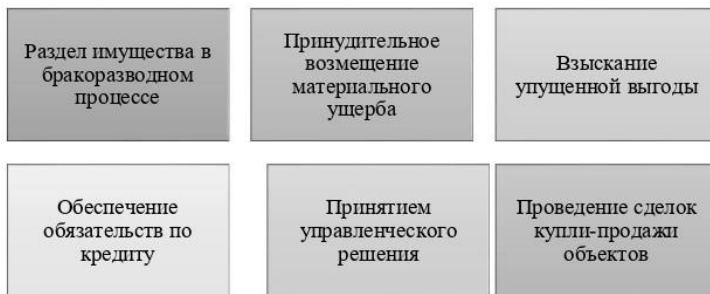 Раздел имущества в
бракоразводном
процессе
Принудительное
возмещение
материального
ущерба
Взыскание
упущенной выгоды
Обеспечение
обязательств по
кредиту
Принятием
управленческого
решения
Проведение сделок
купли-продажи
объектов